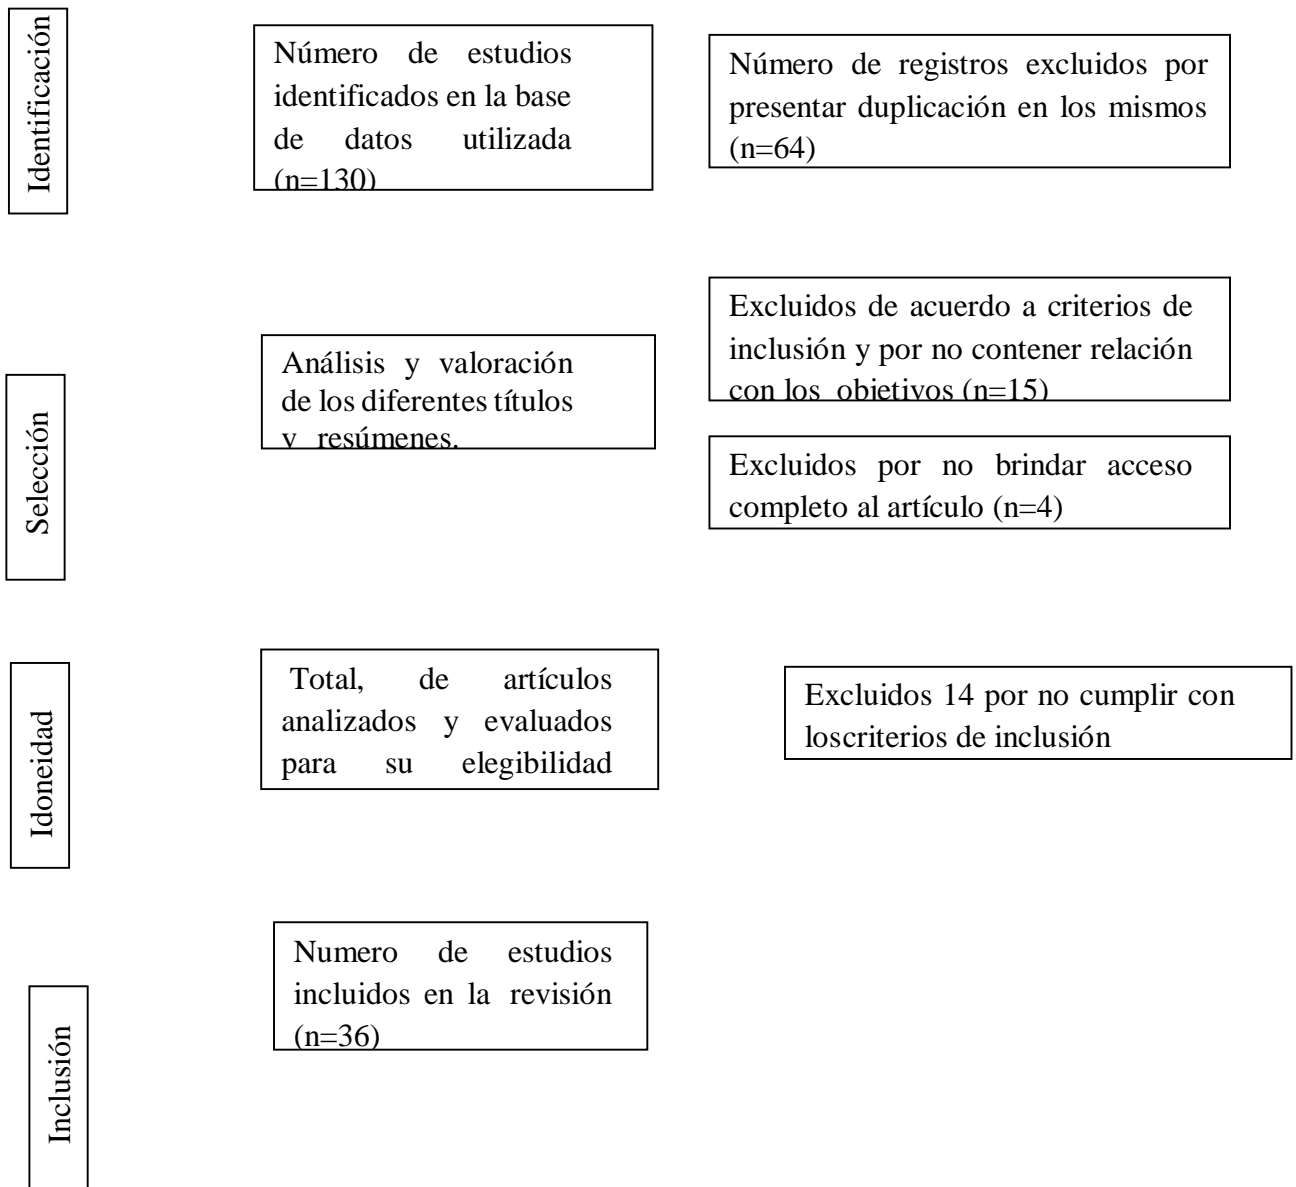 Identificación
Número de estudios
identificados en la base
de datos utilizada
(n=130)
Número de registros excluidos por
presentar duplicación en los mismos
(n=64)
Selección
Análisis y valoración
de los diferentes títulos
y resúmenes.
Excluidos de acuerdo a criterios de
inclusión y por no contener relación
con los objetivos (n=15)
Excluidos por no brindar acceso
completo al artículo (n=4)
Idoneidad
Total, de artículos
analizados y evaluados
para su elegibilidad
Excluidos 14 por no cumplir con
loscriterios de inclusión
Inclusión
Numero de estudios
incluidos en la revisión
(n=36)